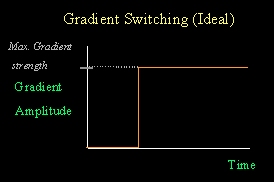 Gradient Switching (Ideal)
Max. Gradient
strength
Gradient
Amplitude
Time